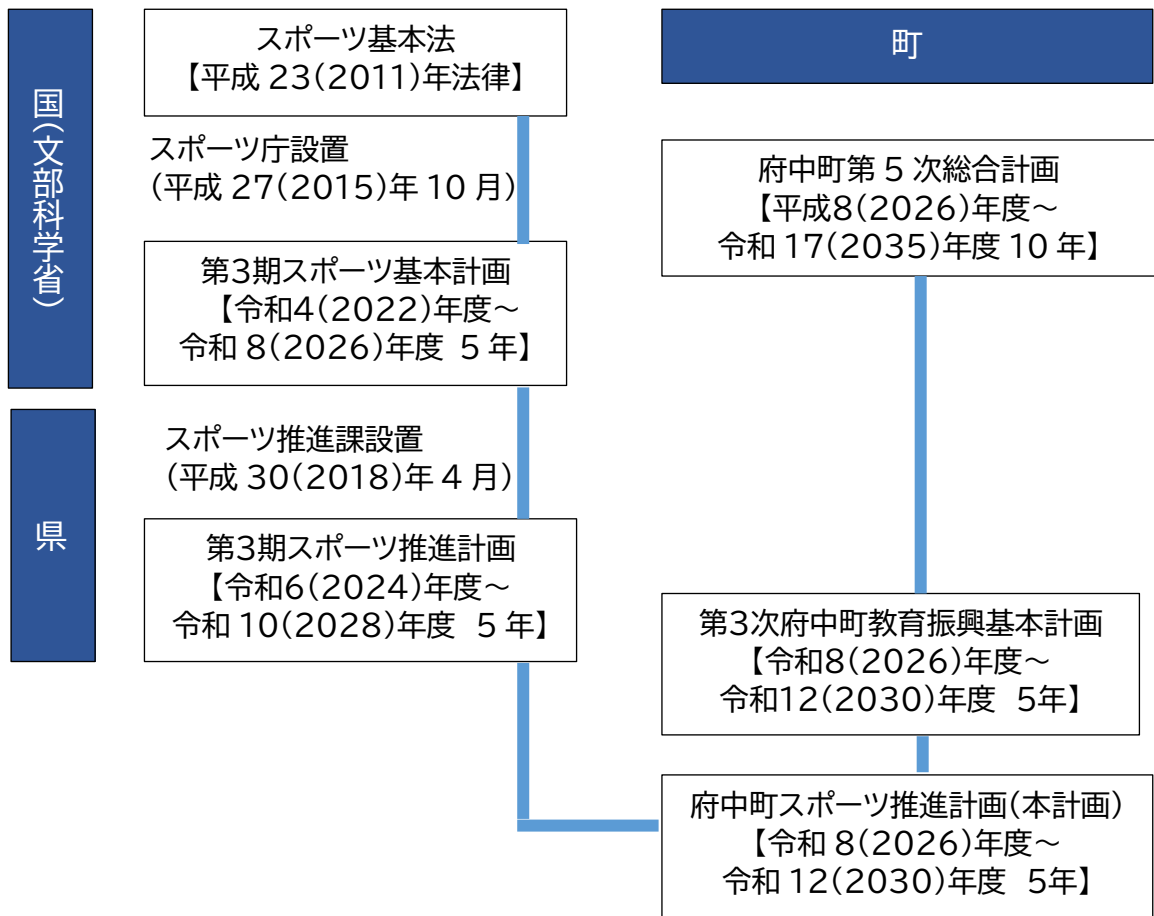 国(文部科学省)
スポーツ基本法
【平成 23(2011)年法律】
スポーツ庁設置
(平成 27(2015)年 10 月)
第3期スポーツ基本計画
【令和4(2022)年度～
令和 8(2026)年度 5 年】
県
スポーツ推進課設置
(平成 30(2018)年 4 月)
第3期スポーツ推進計画
【令和6(2024)年度～
令和 10(2028)年度 5 年】
町
府中町第 5 次総合計画
【平成8(2026)年度～
令和 17(2035)年度 10 年】
第3次府中町教育振興基本計画
【令和8(2026)年度～
令和12(2030)年度 5年】
府中町スポーツ推進計画(本計画)
【令和 8(2026)年度～
令和 12(2030)年度 5年】